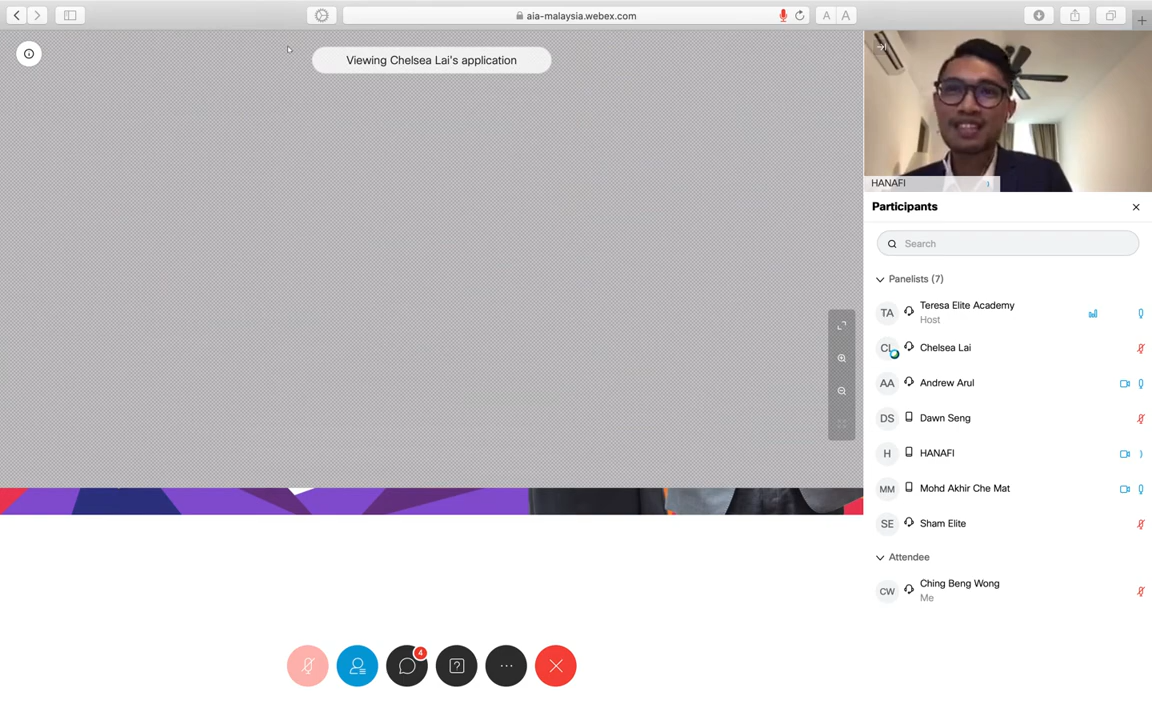 aia-malaysia.webex.com
A A
Viewing Chelsea Lai's application
HANAFI
Participants
Search
Panelists (7)
TA
Teresa Elite Academy
Host
CL
Chelsea Lai
AA
Andrew Arul
DS
Dawn Seng
H
HANAFI
MM
Mohd Akhir Che Mat
SE
Sham Elite
Attendee
CW
Ching Beng Wong
Me
4